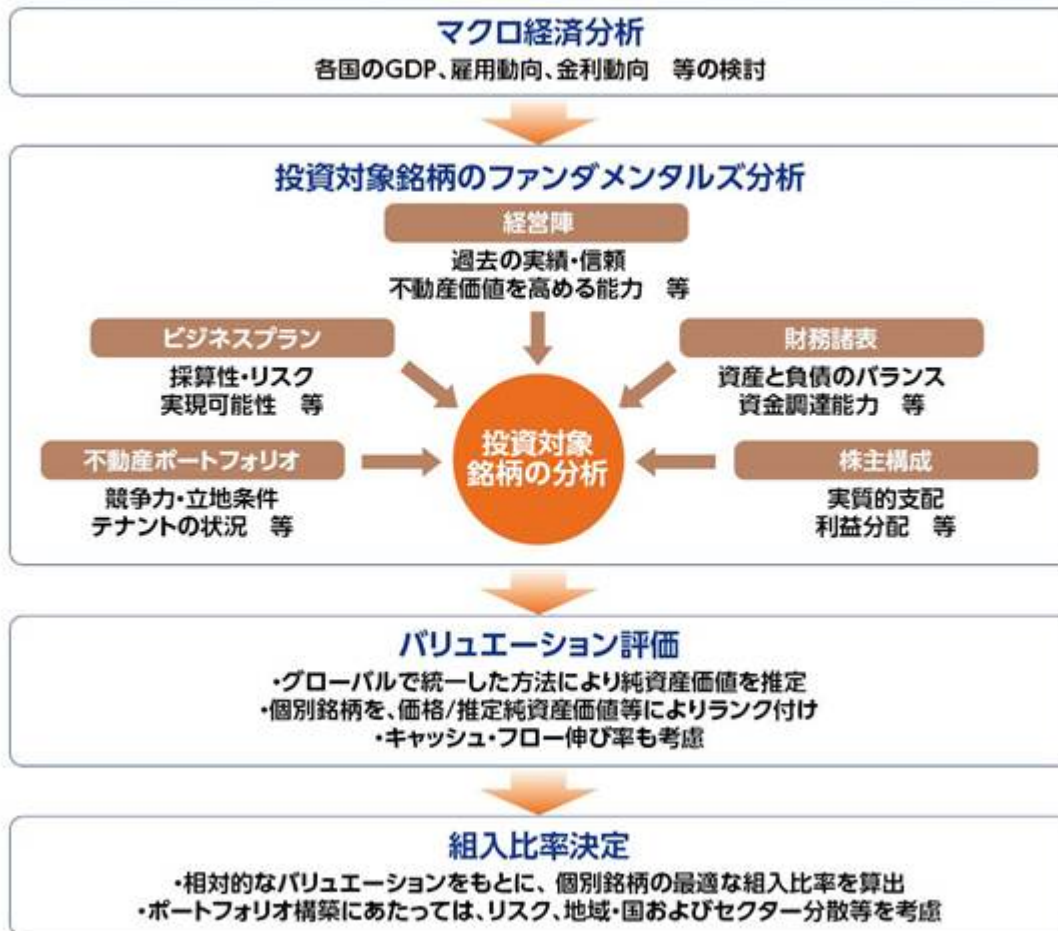 マクロ経済分析
各国のGDP、雇用動向、金利動向　等の検討
投資対象銘柄のファンダメンタルズ分析
経営陣
過去の実績・信頼
不動産価値を高める能力　等
ビジネスプラン
採算性・リスク
実現可能性　等
財務諸表
資産と負債のバランス
資金調達能力　等
投資対象
銘柄の分析
不動産ポートフォリオ
競争力・立地条件
テナントの状況　等
株主構成
実質的支配
利益分配　等
バリュエーション評価
・グローバルで統一した方法により純資産価値を推定
・個別銘柄を、価格/推定純資産価値等によりランク付け
・キャッシュ・フロー伸び率も考慮
組入比率決定
・相対的なバリュエーションをもとに、個別銘柄の最適な組入比率を算出
・ポートフォリオ構築にあたっては、リスク、地域・国およびセクター分散等を考慮